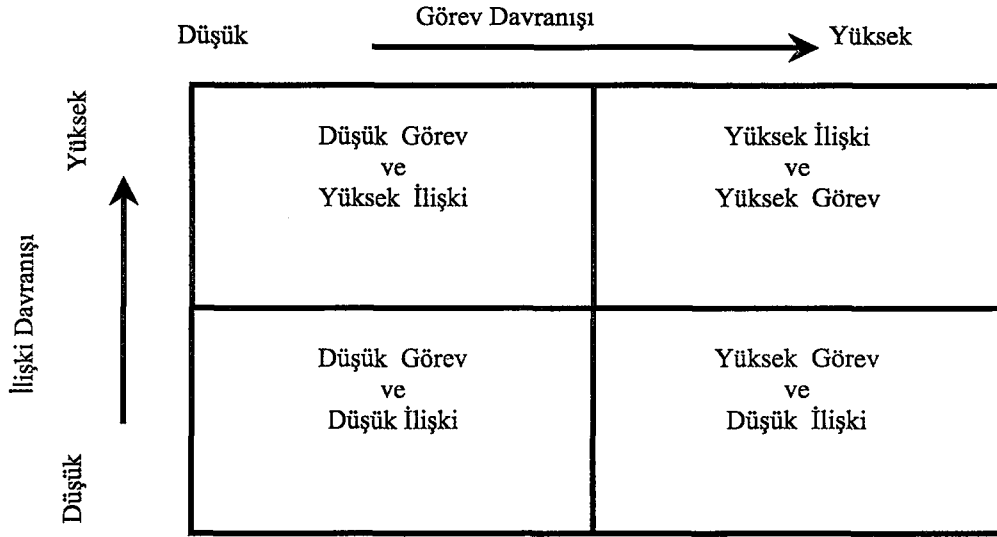 Görev Davranışı
Düşük
Yüksek
Yüksek
İlişki Davranışı
Düşük
Düşük Görev
ve
Yüksek İlişki
Yüksek İlişki
ve
Yüksek Görev
Düşük Görev
ve
Düşük İlişki
Yüksek Görev
ve
Düşük İlişki